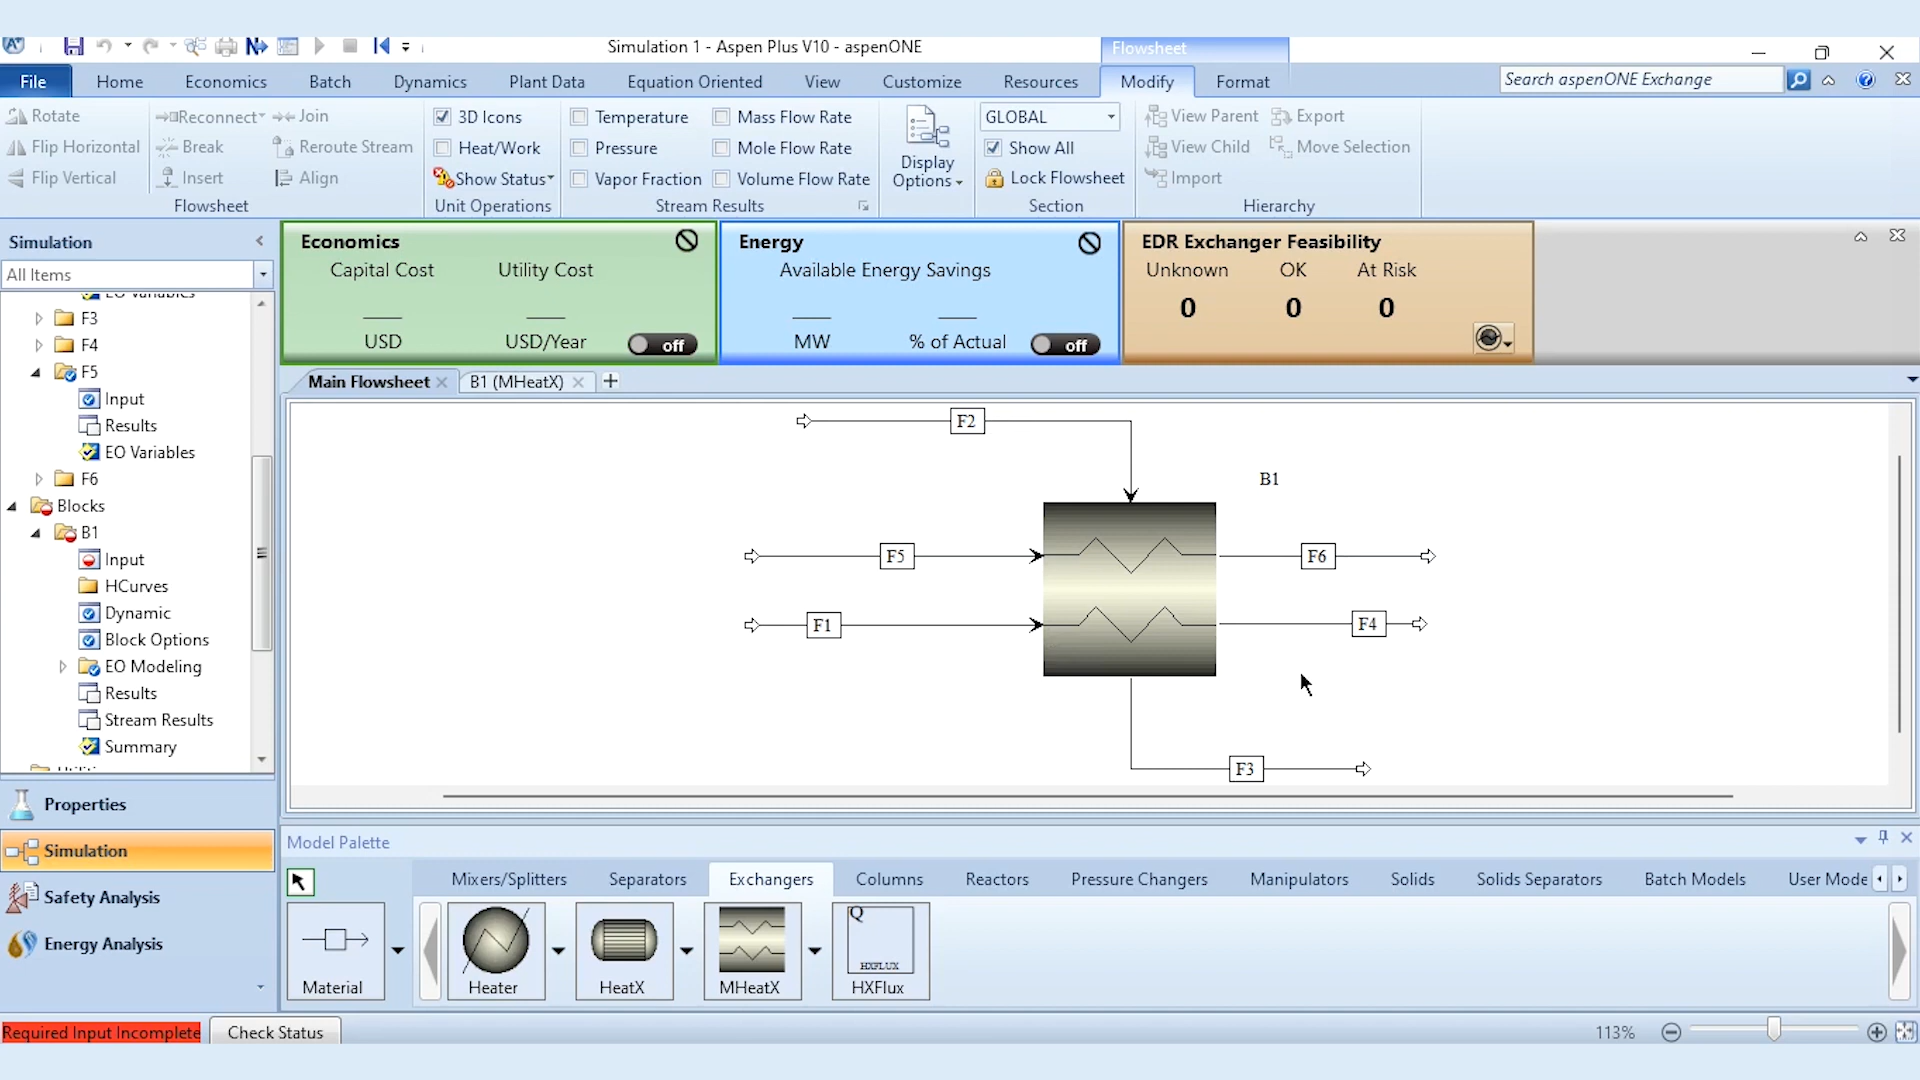 Simulation 1 - Aspen Plus V10 - aspenONE
Flowsheet
File Home Economics Batch Dynamics Plant Data Equation Oriented View Customize Resources Modify Format
Search aspenONE Exchange
Rotate
Flip Horizontal
Flip Vertical
Reconnect
Break
Insert
Join
Reroute Stream
Align
Flowsheet
3D Icons
Heat/Work
Show Status
Unit Operations
Temperature
Pressure
Vapor Fraction
Mass Flow Rate
Mole Flow Rate
Volume Flow Rate
Stream Results
Display
Options
GLOBAL
Show All
Lock Flowsheet
Section
View Parent
View Child
Import
Export
Move Selection
Hierarchy
Simulation
All Items
EO Variables
F3
F4
F5
Input
Results
EO Variables
F6
Blocks
B1
Input
HCurves
Dynamic
Block Options
EO Modeling
Results
Stream Results
Summary
Properties
Simulation
Safety Analysis
Energy Analysis
Economics
Capital Cost Utility Cost
USD USD/Year off
Energy
Available Energy Savings
MW % of Actual off
EDR Exchanger Feasibility
Unknown OK At Risk
0 0 0
Main Flowsheet B1 (MHeatX)
F2
B1
F5 F6
F1 F4
F3
Model Palette
Mixers/Splitters Separators Exchangers Columns Reactors Pressure Changers Manipulators Solids Solids Separators Batch Models User Mode
Q
HXFLUX
Material Heater HeatX MHeatX HXFlux
Required Input Incomplete Check Status 113%